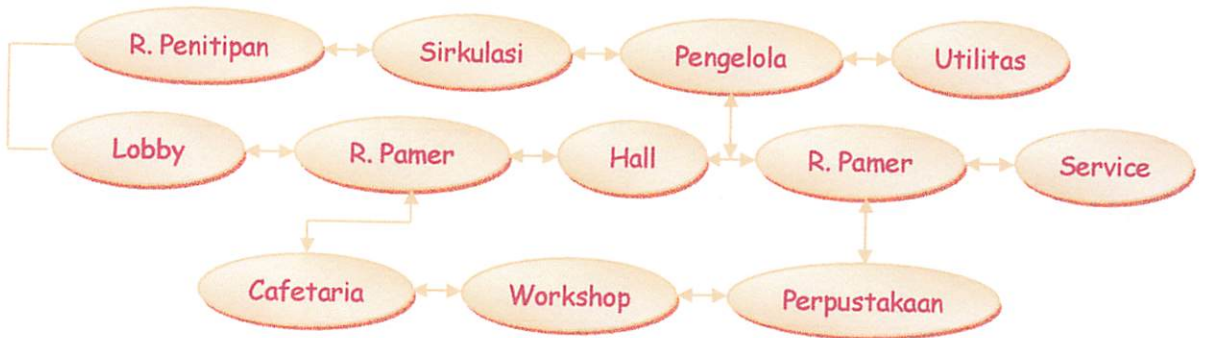 R. Penitipan Sirkulasi Pengelola Utilitas
Lobby R. Pamer Hall R. Pamer Service
Cafetaria Workshop Perpustakaan